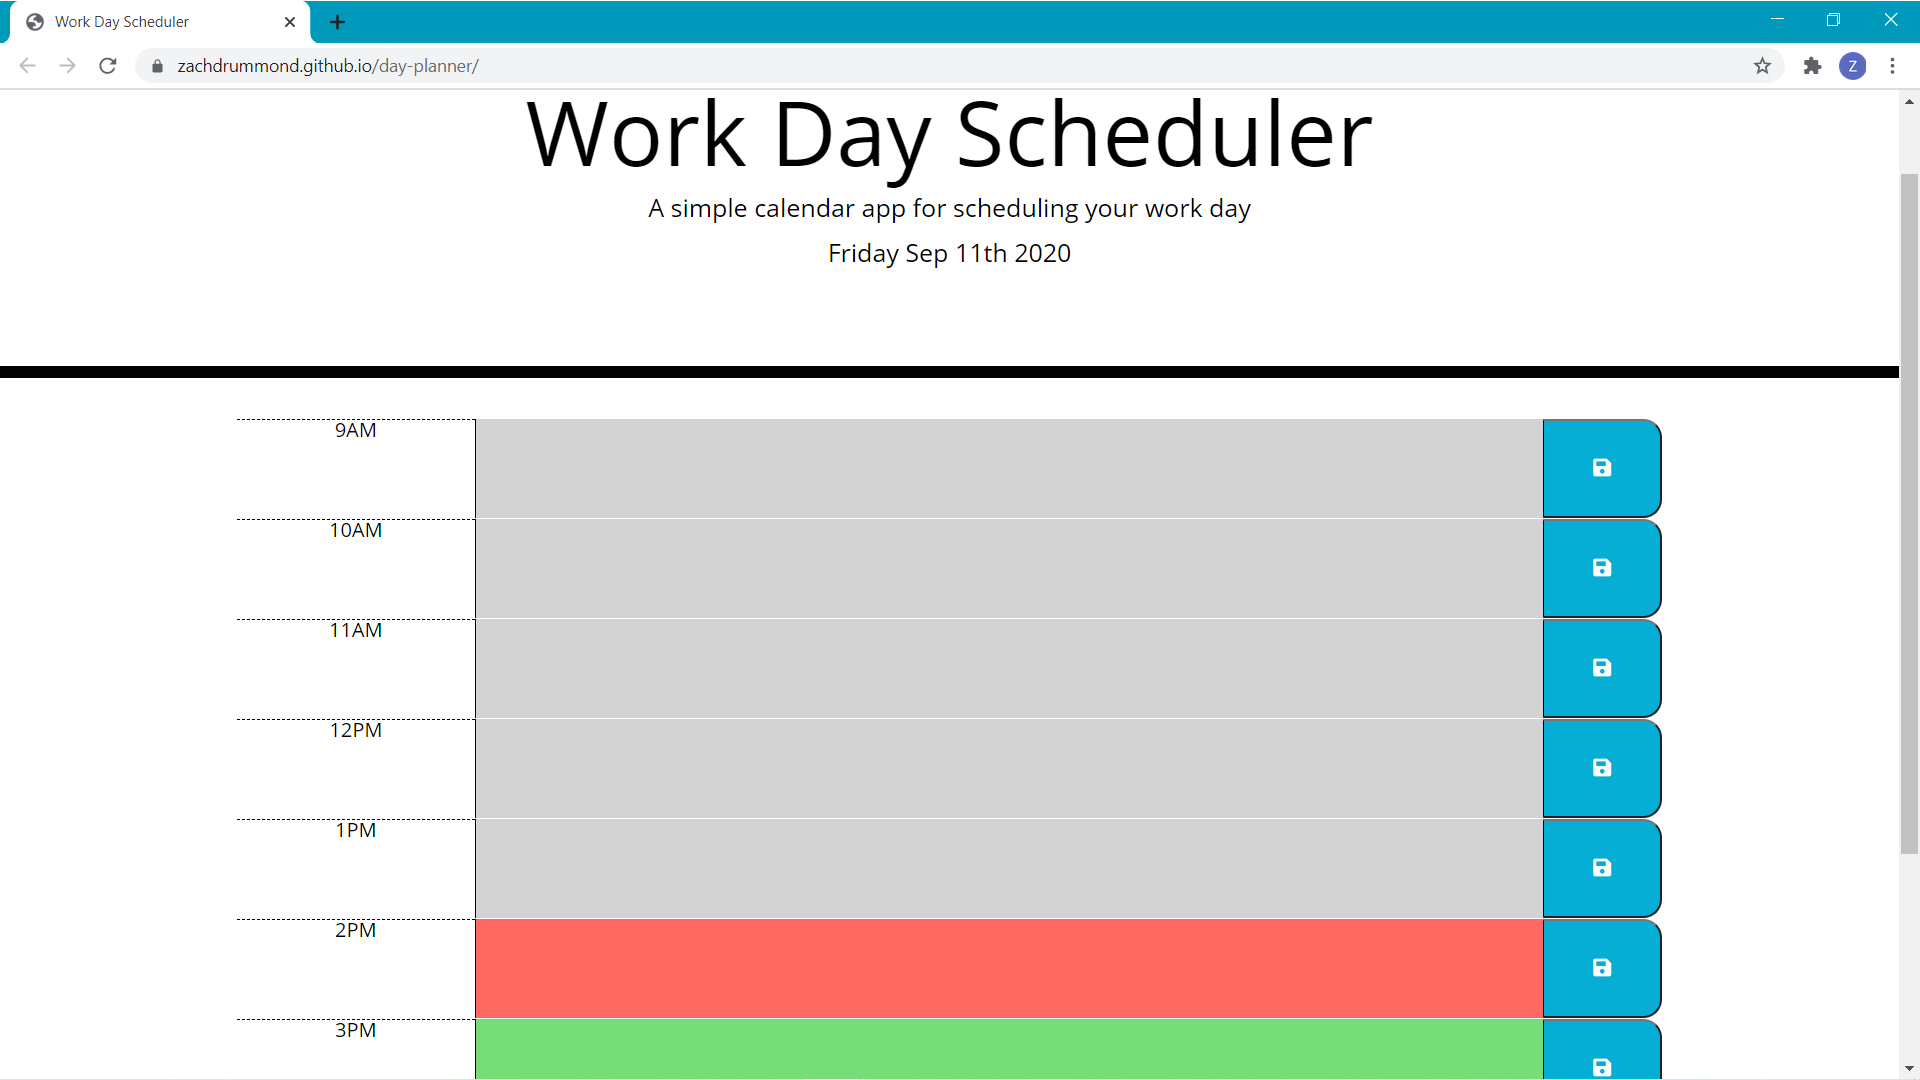 Work Day Scheduler
zachdrummond.github.io/day-planner/
Z
Work Day Scheduler
A simple calendar app for scheduling your work day
Friday Sep 11th 2020
9AM
10AM
11AM
12PM
1PM
2PM
3PM